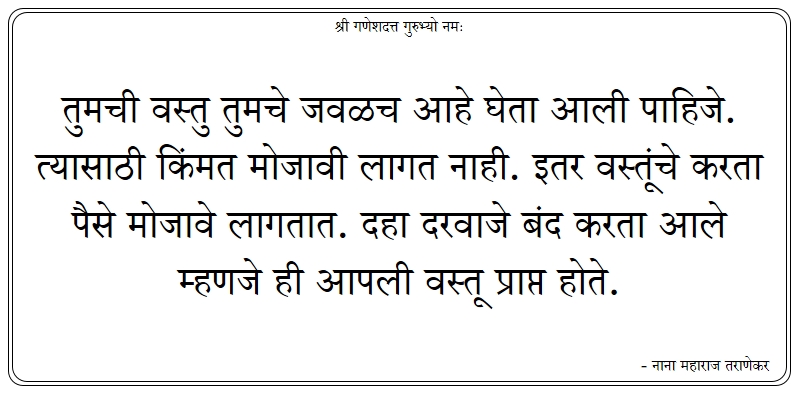 श्री गणेशदत्त गुरुभ्यो नमः
तुमची वस्तु तुमचे जवळच आहे घेता आली पाहिजे.
त्यासाठी किंमत मोजावी लागत नाही. इतर वस्तूंचे करता
पैसे मोजावे लागतात. दहा दरवाजे बंद करता आले
म्हणजे ही आपली वस्तू प्राप्त होते.
- नाना महाराज तराणेकर